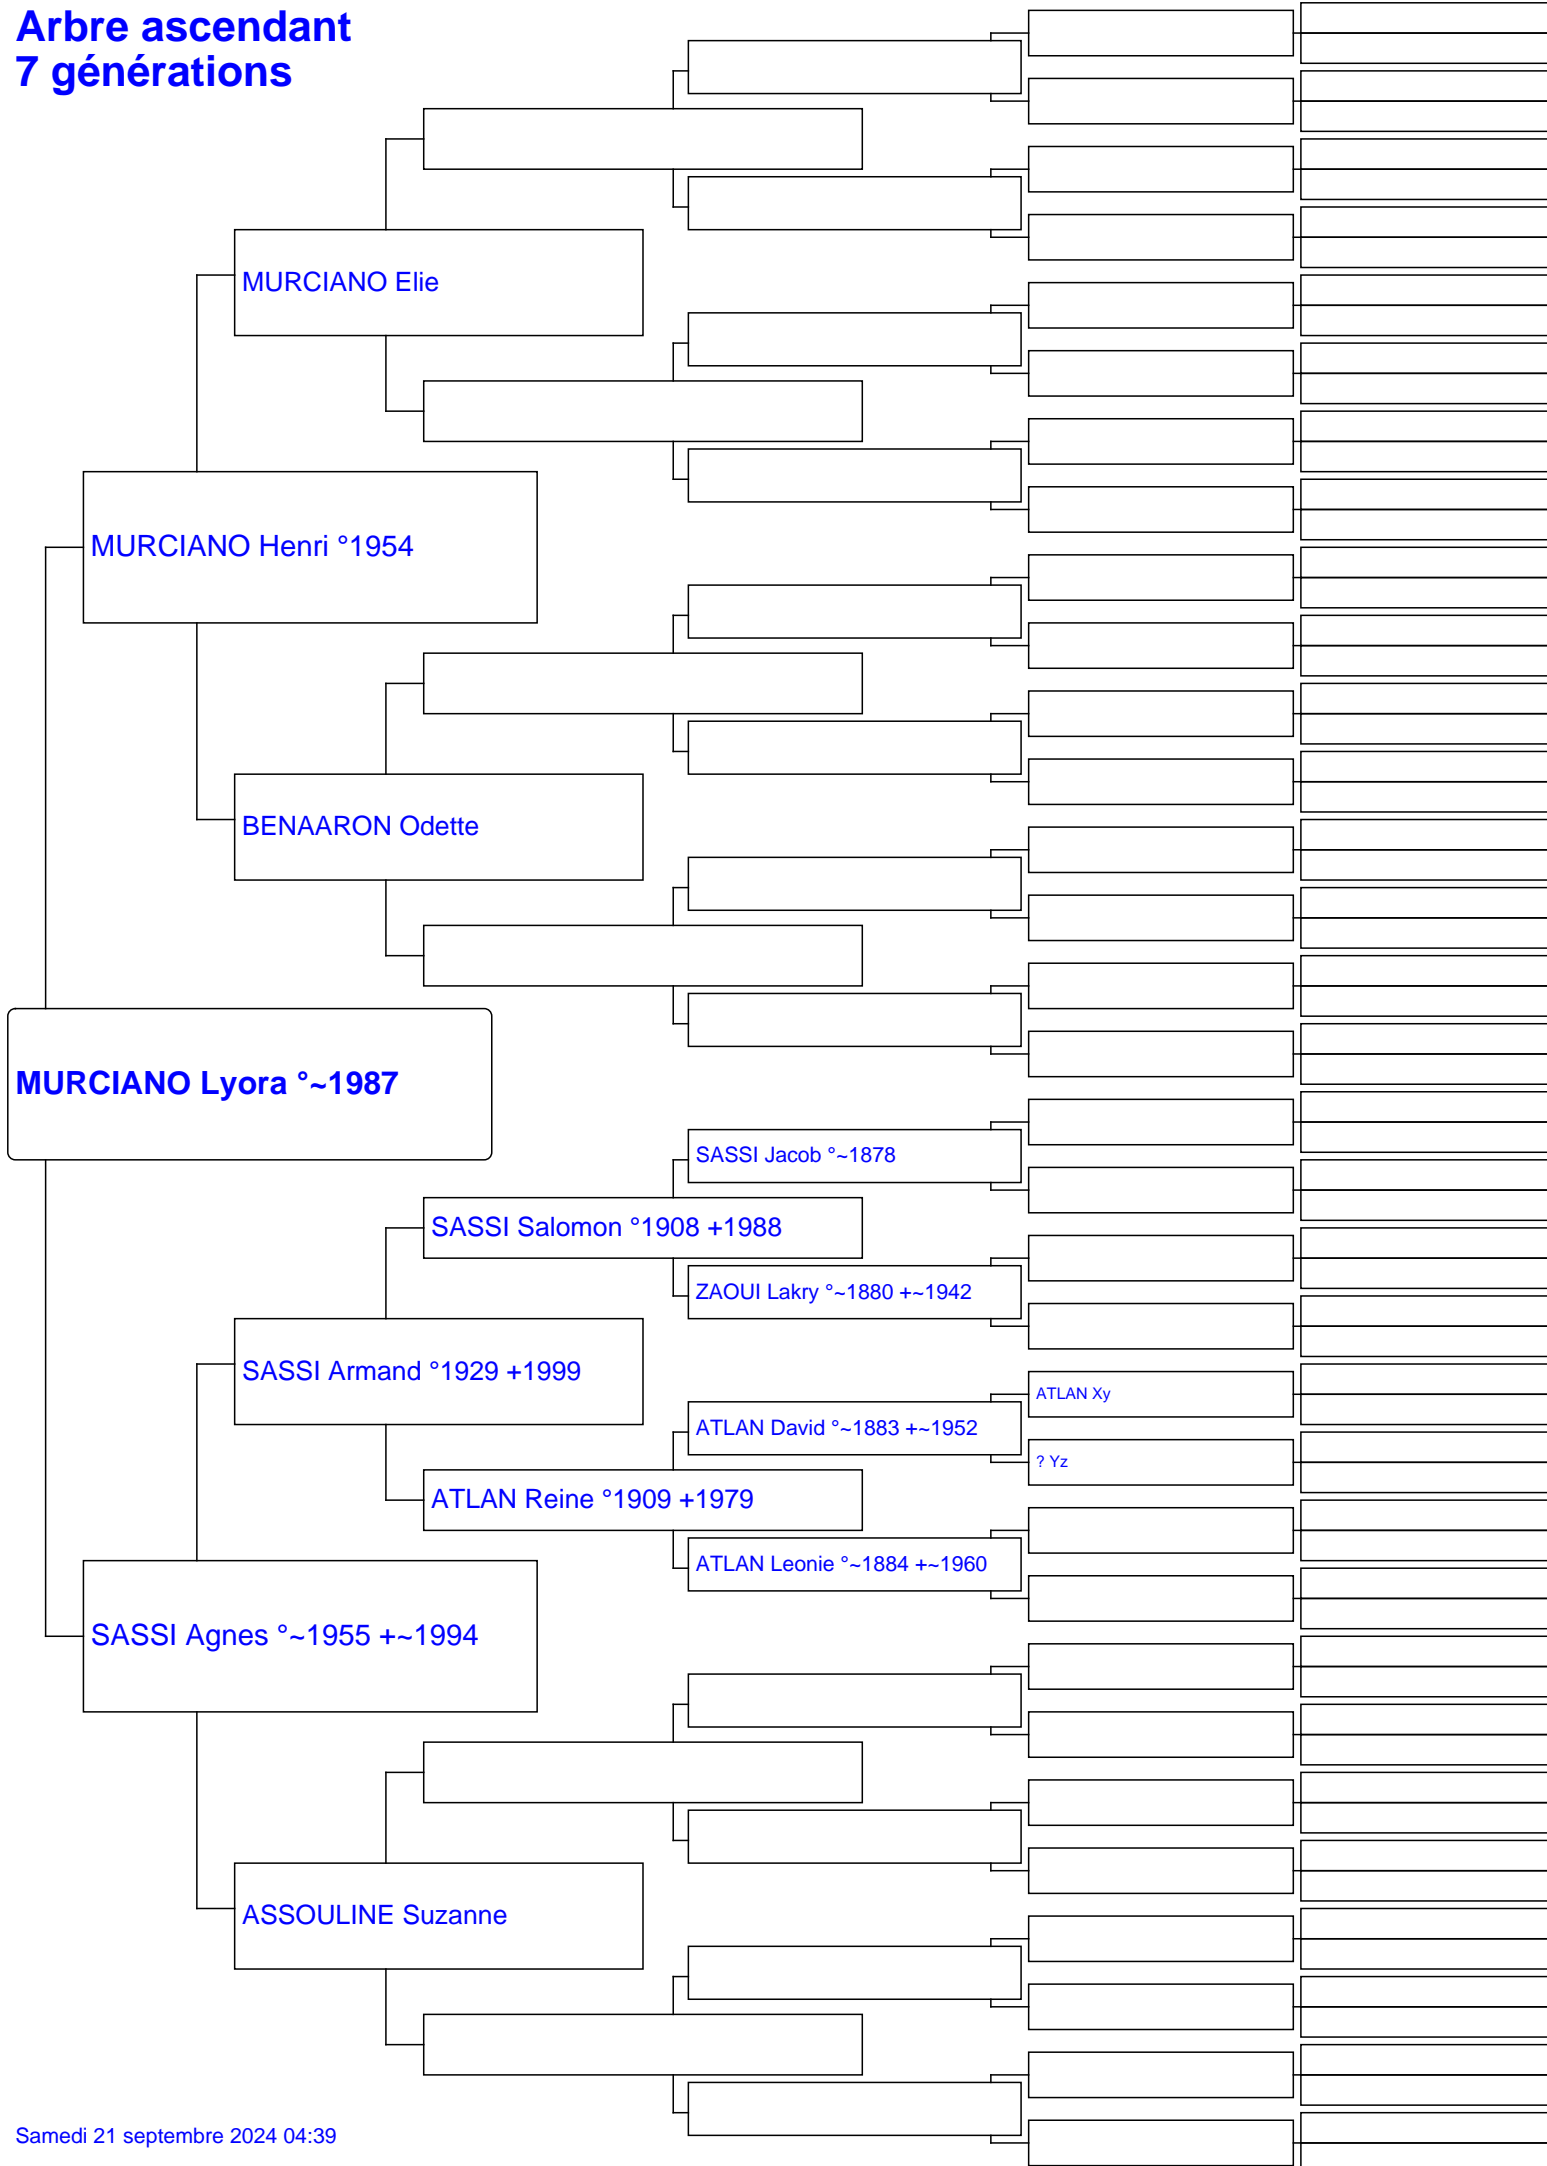 Arbre ascendant
7 générations
MURCIANO Elie
MURCIANO Henri °1954
BENAARON Odette
MURCIANO Lyora °~1987
SASSI Jacob °~1878
SASSI Salomon °1908 +1988
ZAOUI Lakry °~1880 +~1942
SASSI Armand °1929 +1999
ATLAN Xy
ATLAN David °~1883 +~1952
? Yz
ATLAN Reine °1909 +1979
ATLAN Leonie °~1884 +~1960
SASSI Agnes °~1955 +~1994
ASSOULINE Suzanne
Samedi 21 septembre 2024 04:39